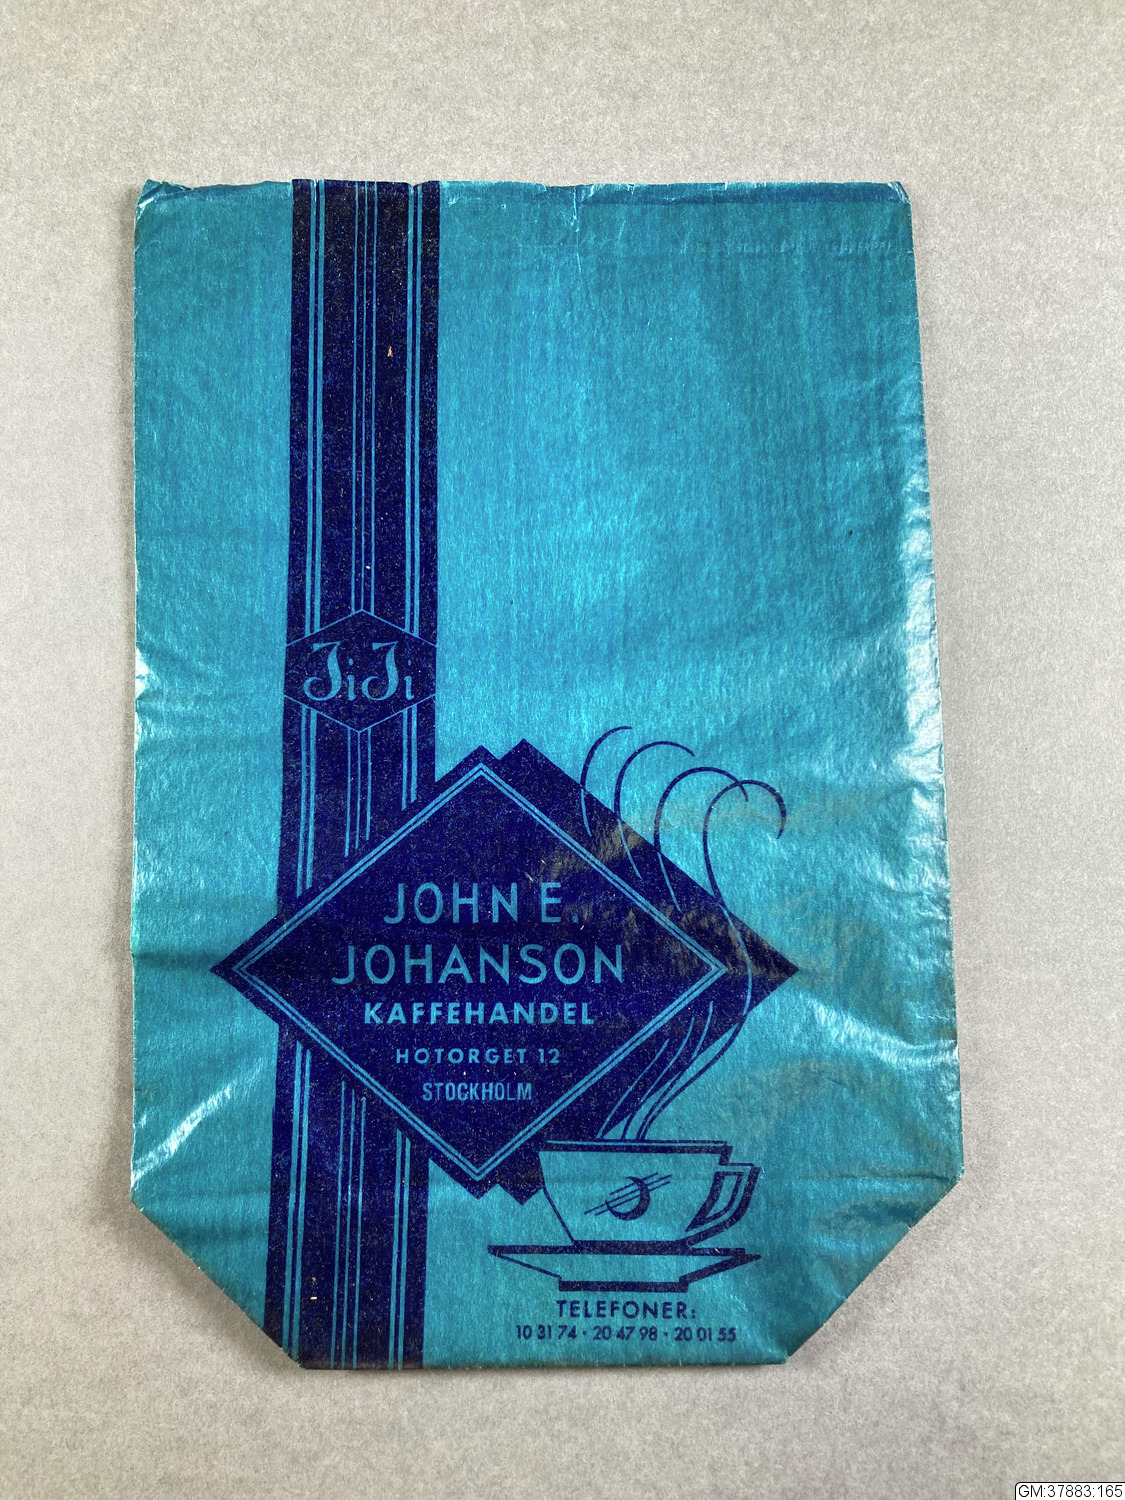 JiJi
JOHN E.
JOHANSON
KAFFEHANDEL
HÖTORGET 12
STOCKHOLM
TELEFONER:
10 31 74 · 20 47 98 · 20 01 55
GM:37883:165